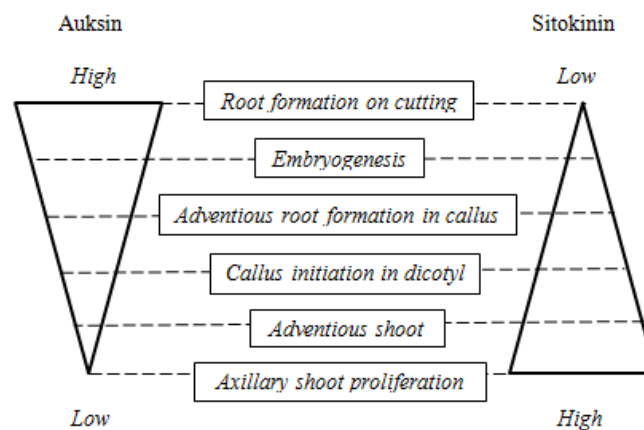 Auksin Sitokinin
High Low
Root formation on cutting
Embryogenesis
Adventious root formation in callus
Callus initiation in dicotyl
Adventious shoot
Axillary shoot proliferation
Low High